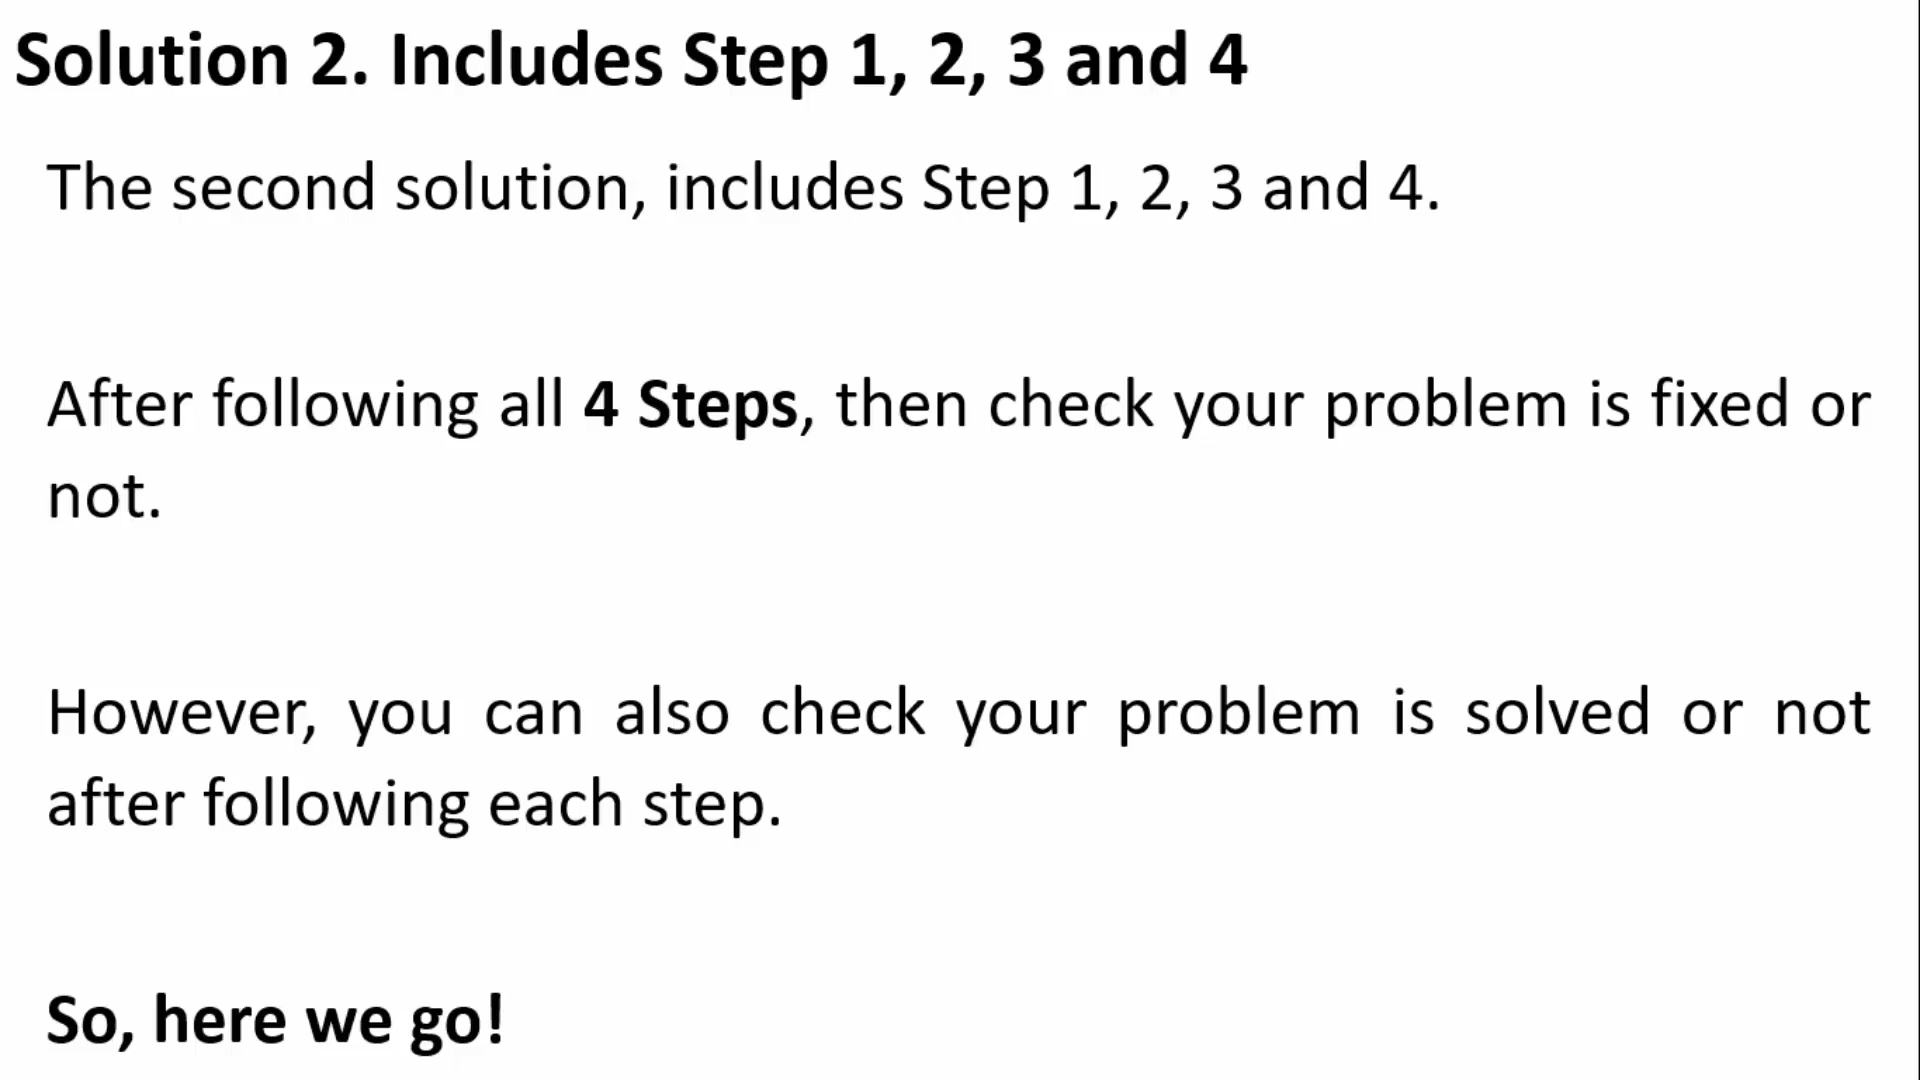 Solution 2. Includes Step 1, 2, 3 and 4
The second solution, includes Step 1, 2, 3 and 4.
After following all 4 Steps, then check your problem is fixed or
not.
However, you can also check your problem is solved or not
after following each step.
So, here we go!